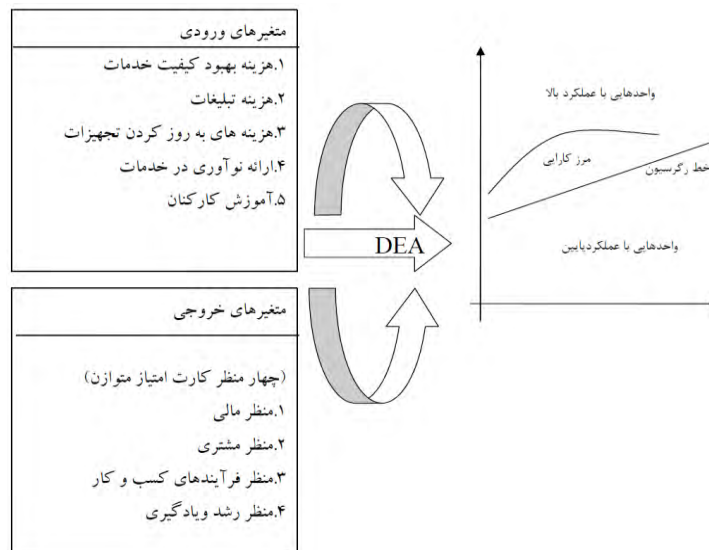 متغیرهای ورودی
۱.هزینه بهبود کیفیت خدمات
۲.هزینه تبلیغات
۳.هزینه های به روز کردن تجهیزات
۴.ارائه نوآوری در خدمات
۵.آموزش کارکنان
متغیرهای خروجی
(چهار منظر کارت امتیاز متوازن)
۱.منظر مالی
۲.منظر مشتری
۳.منظر فرآیندهای کسب و کار
۴.منظر رشد ویادگیری
DEA
واحدهایی با عملکرد بالا
مرز کارایی
خط رگرسیون
واحدهایی با عملکردپایین